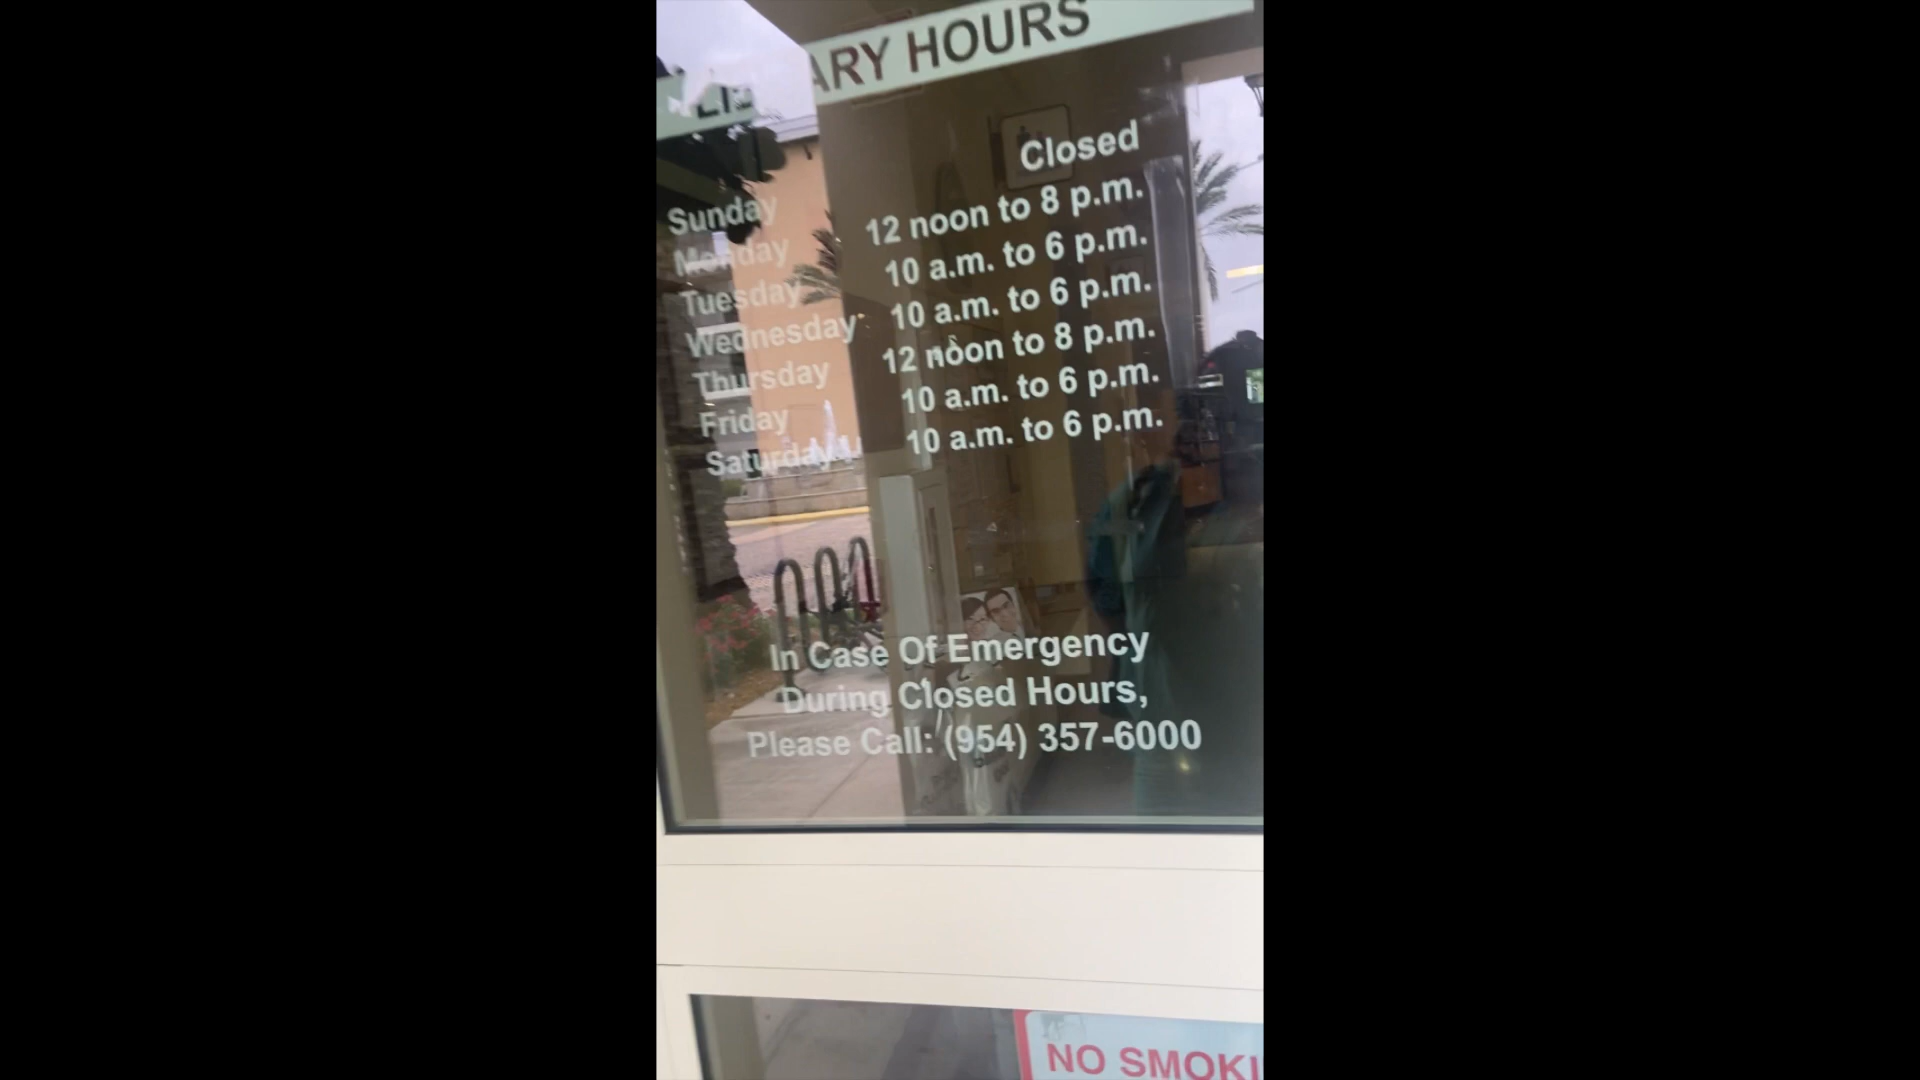 LIBRARY HOURS
Sunday Closed
Monday 12 noon to 8 p.m.
Tuesday 10 a.m. to 6 p.m.
Wednesday 10 a.m. to 6 p.m.
Thursday 12 noon to 8 p.m.
Friday 10 a.m. to 6 p.m.
Saturday 10 a.m. to 6 p.m.
In Case Of Emergency
During Closed Hours,
Please Call: (954) 357-6000
NO SMOKI